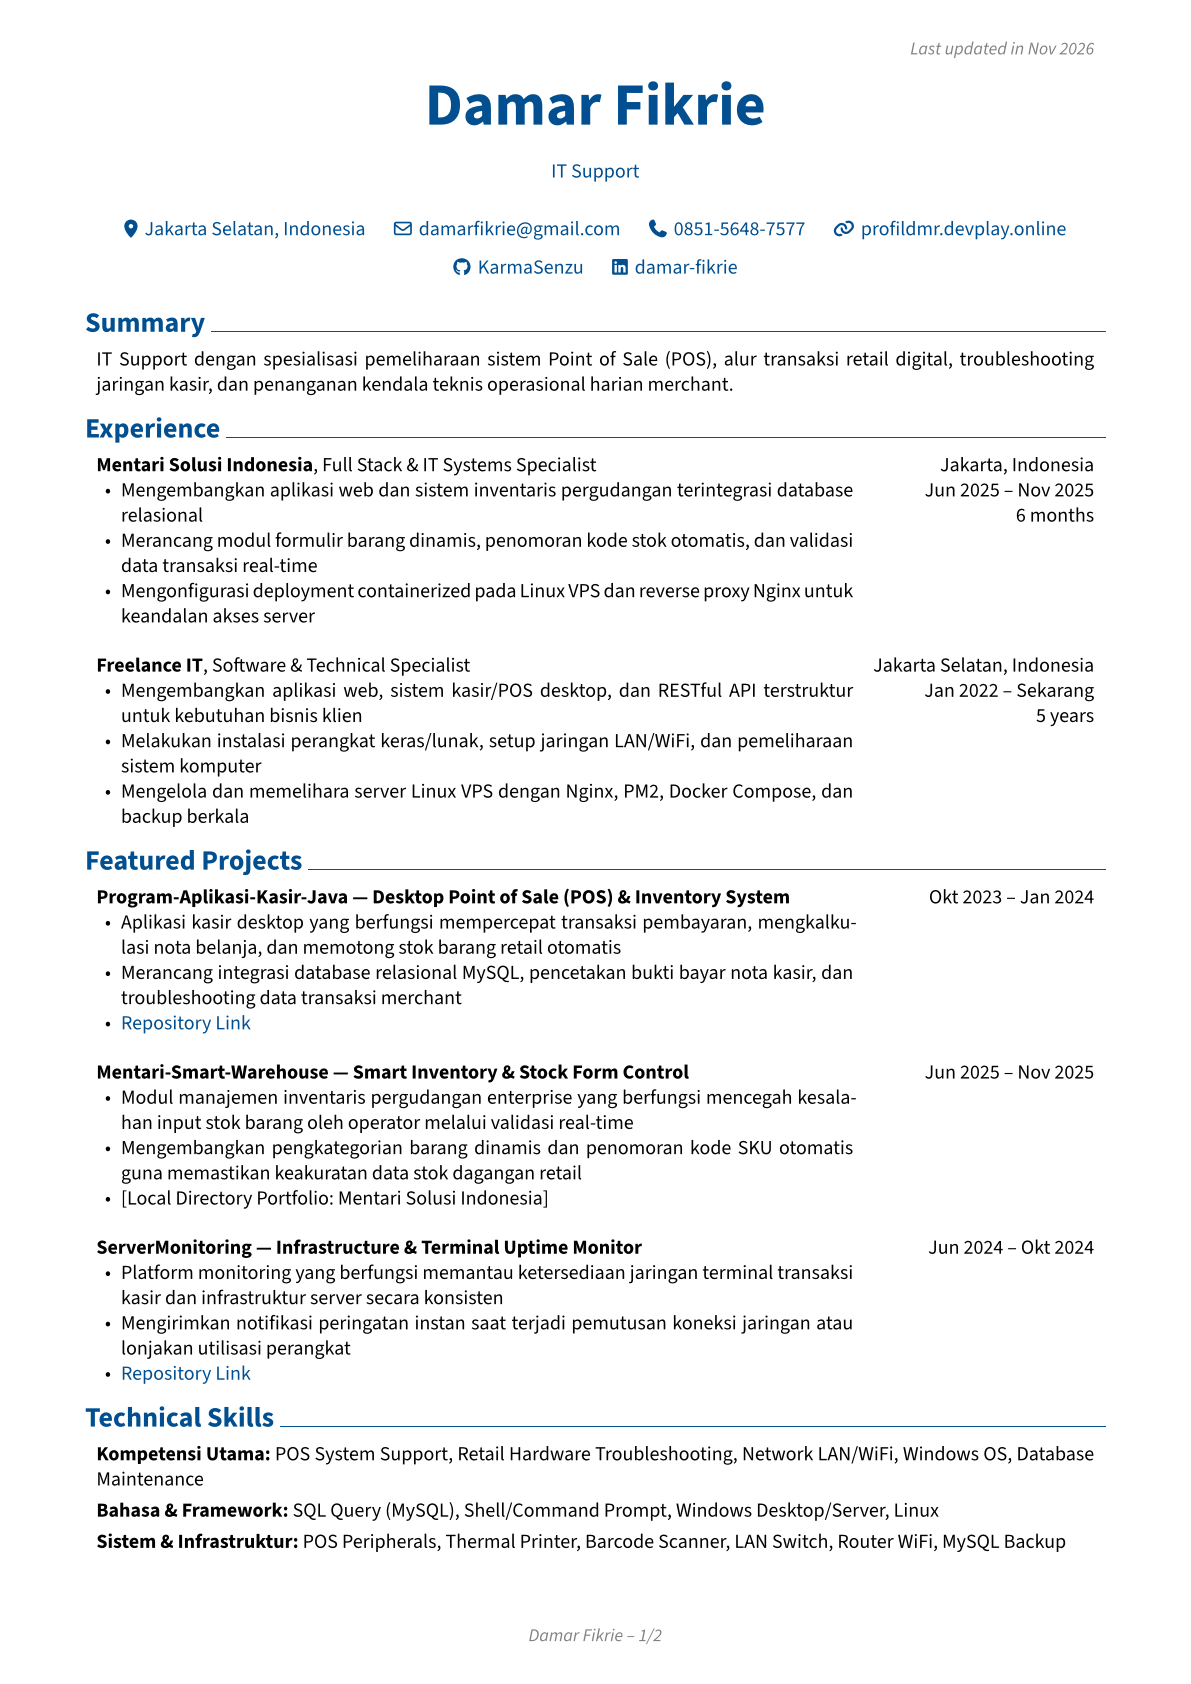 Last updated in Nov 2026
Damar Fikrie
IT Support
Jakarta Selatan, Indonesia damarfikrie@gmail.com 0851-5648-7577 profildmr.devplay.online
KarmaSenzu damar-fikrie
Summary
IT Support dengan spesialisasi pemeliharaan sistem Point of Sale (POS), alur transaksi retail digital, troubleshooting
jaringan kasir, dan penanganan kendala teknis operasional harian merchant.
Experience
Mentari Solusi Indonesia, Full Stack & IT Systems Specialist Jakarta, Indonesia
• Mengembangkan aplikasi web dan sistem inventaris pergudangan terintegrasi database Jun 2025 – Nov 2025
relasional 6 months
• Merancang modul formulir barang dinamis, penomoran kode stok otomatis, dan validasi
data transaksi real-time
• Mengonfigurasi deployment containerized pada Linux VPS dan reverse proxy Nginx untuk
keandalan akses server
Freelance IT, Software & Technical Specialist Jakarta Selatan, Indonesia
• Mengembangkan aplikasi web, sistem kasir/POS desktop, dan RESTful API terstruktur Jan 2022 – Sekarang
untuk kebutuhan bisnis klien 5 years
• Melakukan instalasi perangkat keras/lunak, setup jaringan LAN/WiFi, dan pemeliharaan
sistem komputer
• Mengelola dan memelihara server Linux VPS dengan Nginx, PM2, Docker Compose, dan
backup berkala
Featured Projects
Program-Aplikasi-Kasir-Java — Desktop Point of Sale (POS) & Inventory System Okt 2023 – Jan 2024
• Aplikasi kasir desktop yang berfungsi mempercepat transaksi pembayaran, mengkalku-
lasi nota belanja, dan memotong stok barang retail otomatis
• Merancang integrasi database relasional MySQL, pencetakan bukti bayar nota kasir, dan
troubleshooting data transaksi merchant
• Repository Link
Mentari-Smart-Warehouse — Smart Inventory & Stock Form Control Jun 2025 – Nov 2025
• Modul manajemen inventaris pergudangan enterprise yang berfungsi mencegah kesala-
han input stok barang oleh operator melalui validasi real-time
• Mengembangkan pengkategorian barang dinamis dan penomoran kode SKU otomatis
guna memastikan keakuratan data stok dagangan retail
• [Local Directory Portfolio: Mentari Solusi Indonesia]
ServerMonitoring — Infrastructure & Terminal Uptime Monitor Jun 2024 – Okt 2024
• Platform monitoring yang berfungsi memantau ketersediaan jaringan terminal transaksi
kasir dan infrastruktur server secara konsisten
• Mengirimkan notifikasi peringatan instan saat terjadi pemutusan koneksi jaringan atau
lonjakan utilisasi perangkat
• Repository Link
Technical Skills
Kompetensi Utama: POS System Support, Retail Hardware Troubleshooting, Network LAN/WiFi, Windows OS, Database
Maintenance
Bahasa & Framework: SQL Query (MySQL), Shell/Command Prompt, Windows Desktop/Server, Linux
Sistem & Infrastruktur: POS Peripherals, Thermal Printer, Barcode Scanner, LAN Switch, Router WiFi, MySQL Backup
Damar Fikrie – 1/2